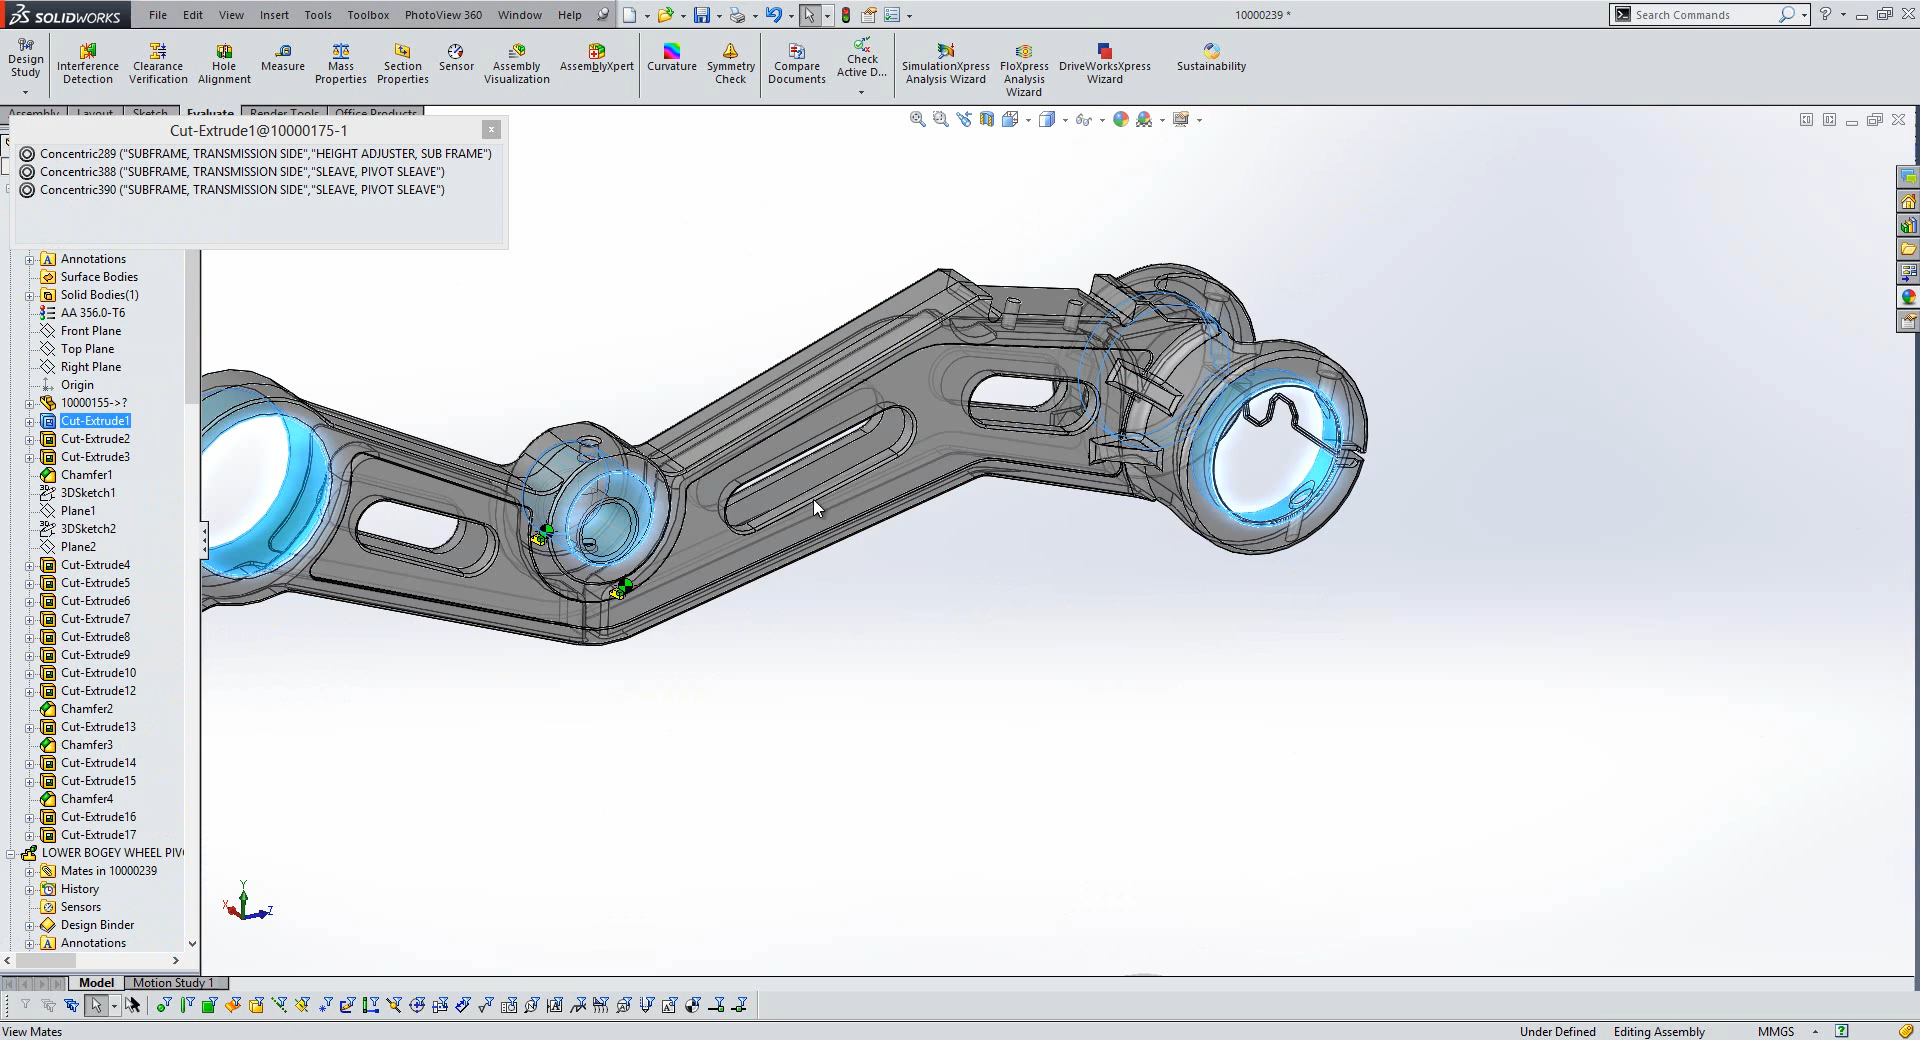 SOLIDWORKS File Edit View Insert Tools Toolbox PhotoView 360 Window Help 10000239 * Search Commands
Design Study
Interference Detection
Clearance Verification
Hole Alignment
Measure
Mass Properties
Section Properties
Sensor
Assembly Visualization
AssemblyXpert
Curvature
Symmetry Check
Compare Documents
Check Active D...
SimulationXpress Analysis Wizard
FloXpress Analysis Wizard
DriveWorksXpress Wizard
Sustainability
Assembly Layout Sketch Evaluate Render Tools Office Products
Cut-Extrude1@10000175-1
Concentric289 ("SUBFRAME, TRANSMISSION SIDE","HEIGHT ADJUSTER, SUB FRAME")
Concentric388 ("SUBFRAME, TRANSMISSION SIDE","SLEAVE, PIVOT SLEAVE")
Concentric390 ("SUBFRAME, TRANSMISSION SIDE","SLEAVE, PIVOT SLEAVE")
Annotations
Surface Bodies
Solid Bodies(1)
AA 356.0-T6
Front Plane
Top Plane
Right Plane
Origin
10000155->?
Cut-Extrude1
Cut-Extrude2
Cut-Extrude3
Chamfer1
3DSketch1
Plane1
3DSketch2
Plane2
Cut-Extrude4
Cut-Extrude5
Cut-Extrude6
Cut-Extrude7
Cut-Extrude8
Cut-Extrude9
Cut-Extrude10
Cut-Extrude12
Chamfer2
Cut-Extrude13
Chamfer3
Cut-Extrude14
Cut-Extrude15
Chamfer4
Cut-Extrude16
Cut-Extrude17
LOWER BOGEY WHEEL PIV
Mates in 10000239
History
Sensors
Design Binder
Annotations
Y
X
Z
Model Motion Study 1
View Mates Under Defined Editing Assembly MMGS